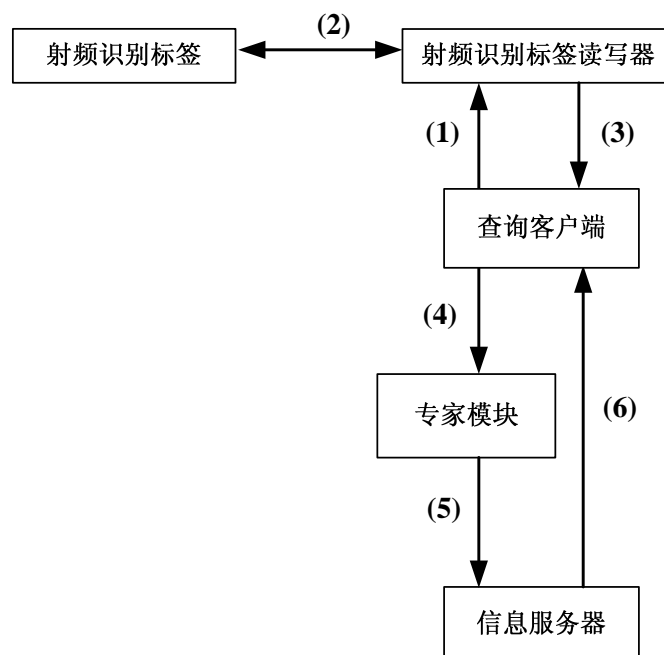 (2)
射频识别标签
射频识别标签读写器
(1)
(3)
查询客户端
(4)
专家模块
(6)
(5)
信息服务器